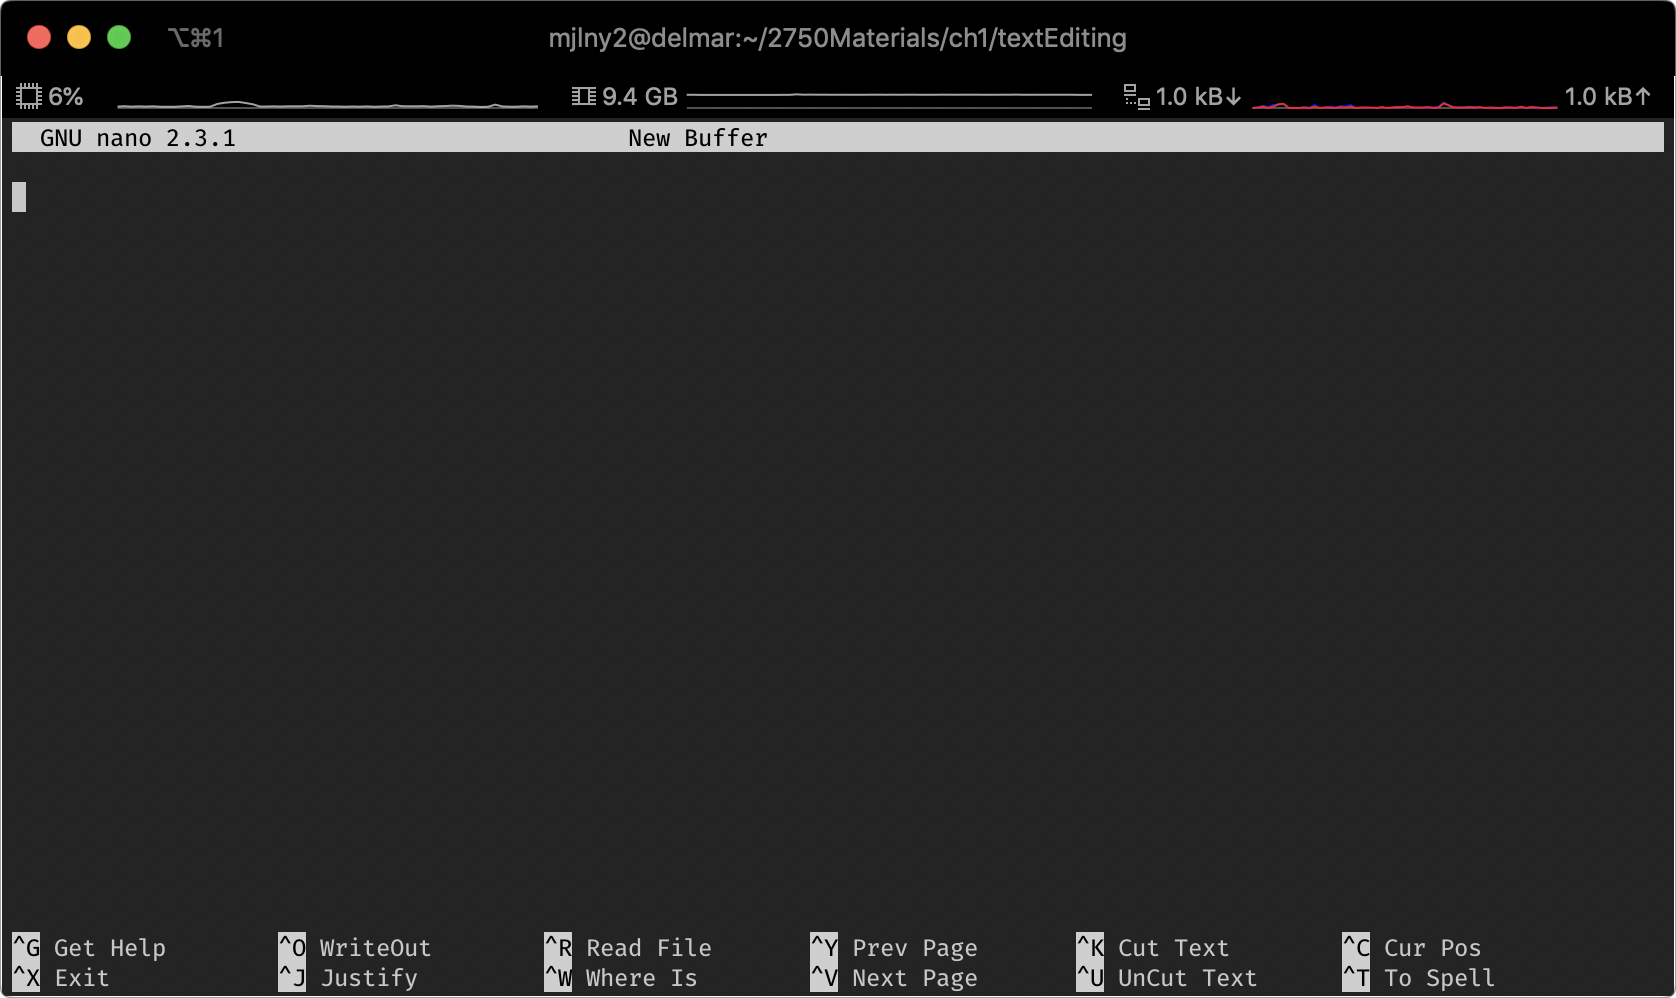 ⌥⌘1 mjlny2@delmar:~/2750Materials/ch1/textEditing
6% 9.4 GB 1.0 kB↓ 1.0 kB↑
GNU nano 2.3.1 New Buffer
^G Get Help ^O WriteOut ^R Read File ^Y Prev Page ^K Cut Text ^C Cur Pos
^X Exit ^J Justify ^W Where Is ^V Next Page ^U UnCut Text ^T To Spell